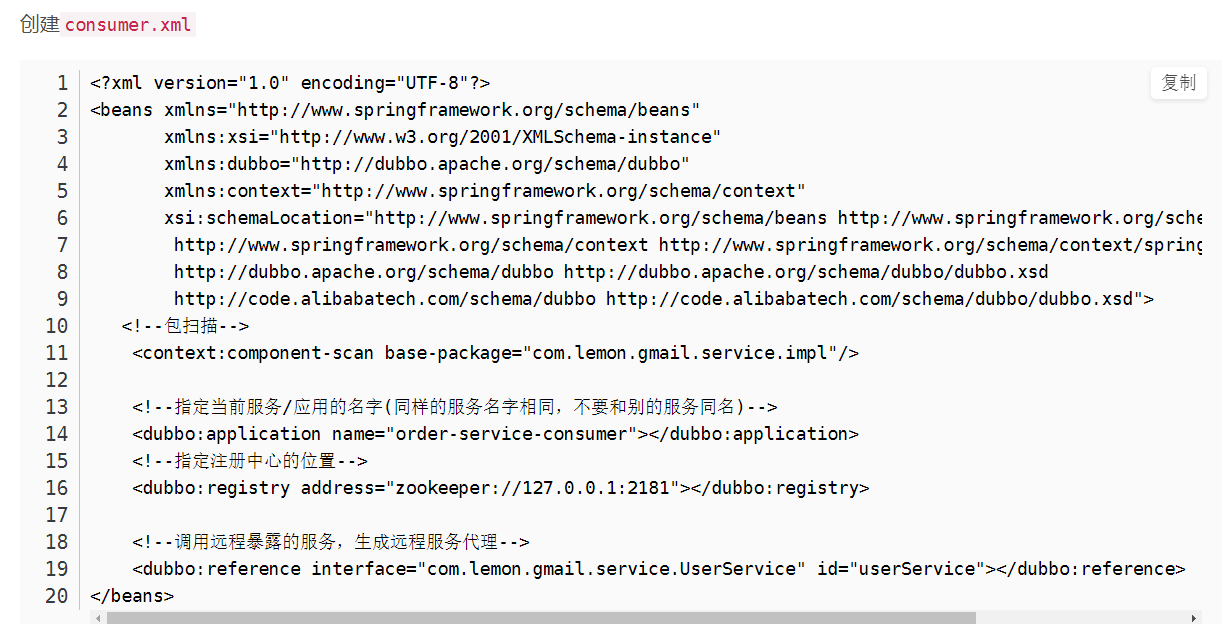 创建consumer.xml
复制
1 <?xml version="1.0" encoding="UTF-8"?>
2 <beans xmlns="http://www.springframework.org/schema/beans"
3 xmlns:xsi="http://www.w3.org/2001/XMLSchema-instance"
4 xmlns:dubbo="http://dubbo.apache.org/schema/dubbo"
5 xmlns:context="http://www.springframework.org/schema/context"
6 xsi:schemaLocation="http://www.springframework.org/schema/beans http://www.springframework.org/sche
7 http://www.springframework.org/schema/context http://www.springframework.org/schema/context/spring
8 http://dubbo.apache.org/schema/dubbo http://dubbo.apache.org/schema/dubbo/dubbo.xsd
9 http://code.alibabatech.com/schema/dubbo http://code.alibabatech.com/schema/dubbo/dubbo.xsd">
10 <!--包扫描-->
11 <context:component-scan base-package="com.lemon.gmail.service.impl"/>
12
13 <!--指定当前服务/应用的名字(同样的服务名字相同，不要和别的服务同名)-->
14 <dubbo:application name="order-service-consumer"></dubbo:application>
15 <!--指定注册中心的位置-->
16 <dubbo:registry address="zookeeper://127.0.0.1:2181"></dubbo:registry>
17
18 <!--调用远程暴露的服务，生成远程服务代理-->
19 <dubbo:reference interface="com.lemon.gmail.service.UserService" id="userService"></dubbo:reference>
20 </beans>